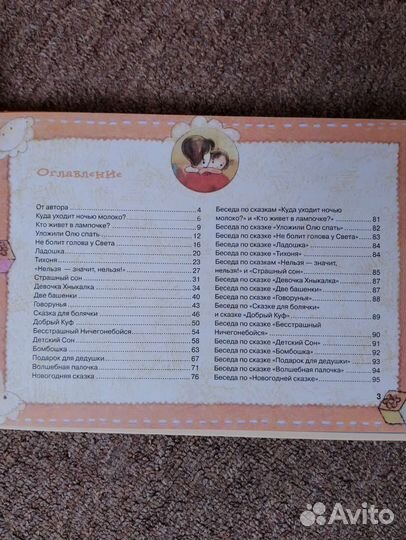 Оглавление
От автора 4
Куда уходит ночью молоко? 6
Кто живет в лампочке? 9
Уложили Олю спать 12
Не болит голова у Света 16
Ладошка 20
Тихоня 23
«Нельзя — значит, нельзя!» 27
Страшный сон 31
Девочка Хныкалка 34
Две башенки 40
Говорунья 43
Сказка для болячки 46
Добрый Куф 50
Бесстрашный Ничегонебойся 54
Детский Сон 58
Бомбошка 63
Подарок для дедушки 67
Волшебная палочка 71
Новогодняя сказка 76
Беседа по сказкам «Куда уходит ночью
молоко?» и «Кто живет в лампочке?» 81
Беседа по сказке «Уложили Олю спать» 82
Беседа по сказке «Не болит голова у Света» 83
Беседа по сказке «Ладошка» 84
Беседа по сказке «Тихоня» 84
Беседа по сказкам «Нельзя — значит,
нельзя!» и «Страшный сон» 85
Беседа по сказке «Девочка Хныкалка» 87
Беседа по сказке «Две башенки» 87
Беседа по сказке «Говорунья» 88
Беседа по «Сказке для болячки»
и сказке «Добрый Куф» 89
Беседа по сказке «Бесстрашный
Ничегонебойся» 90
Беседа по сказке «Детский Сон» 91
Беседа по сказке «Бомбошка» 92
Беседа по сказке «Подарок для дедушки» 93
Беседа по сказке «Волшебная палочка» 94
Беседа по «Новогодней сказке» 95
3
Avito